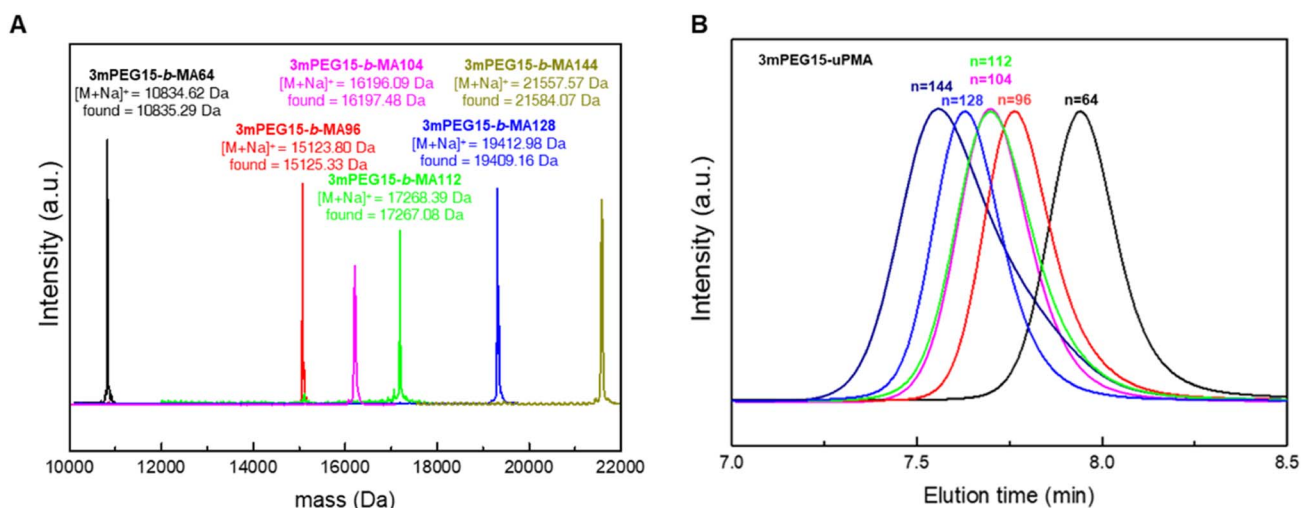 A
3mPEG15-b-MA64
[M+Na]⁺ = 10834.62 Da
found = 10835.29 Da
3mPEG15-b-MA104
[M+Na]⁺ = 16196.09 Da
found = 16197.48 Da
3mPEG15-b-MA144
[M+Na]⁺ = 21557.57 Da
found = 21584.07 Da
3mPEG15-b-MA96
[M+Na]⁺ = 15123.80 Da
found = 15125.33 Da
3mPEG15-b-MA128
[M+Na]⁺ = 19412.98 Da
found = 19409.16 Da
3mPEG15-b-MA112
[M+Na]⁺ = 17268.39 Da
found = 17267.08 Da
Intensity (a.u.)
10000 12000 14000 16000 18000 20000 22000
mass (Da)
B
3mPEG15-uPMA
n=112
n=104
n=144
n=128
n=96
n=64
Intensity (a.u.)
7.0 7.5 8.0 8.5
Elution time (min)